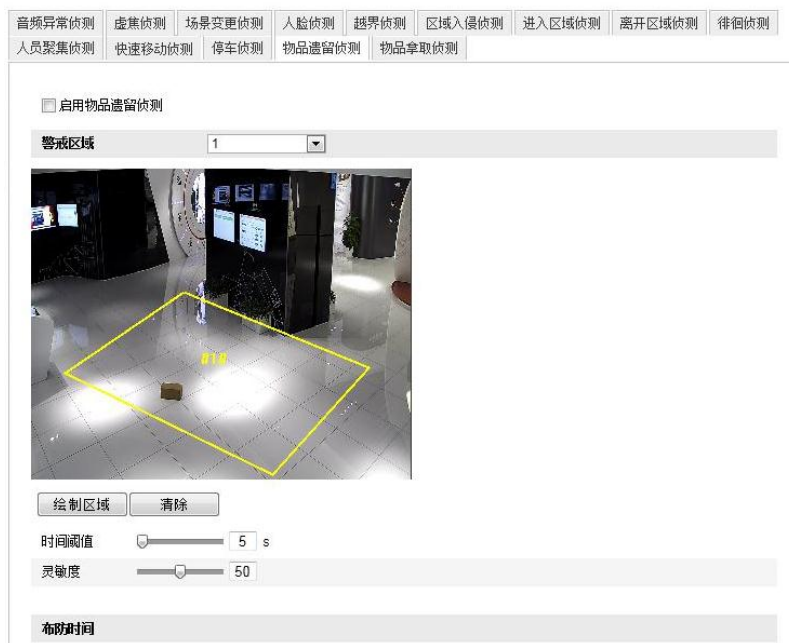 音频异常侦测 虚焦侦测 场景变更侦测 人脸侦测 越界侦测 区域入侵侦测 进入区域侦测 离开区域侦测 徘徊侦测
人员聚集侦测 快速移动侦测 停车侦测 物品遗留侦测 物品拿取侦测
启用物品遗留侦测
警戒区域 1
#1#
绘制区域 清除
时间阈值 5 s
灵敏度 50
布防时间